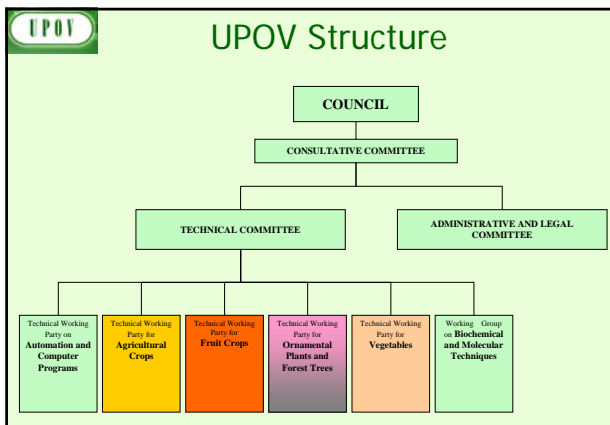 UPOV
UPOV Structure
COUNCIL
CONSULTATIVE COMMITTEE
TECHNICAL COMMITTEE
ADMINISTRATIVE AND LEGAL
COMMITTEE
Technical Working
Party on
Automation and
Computer
Programs
Technical Working
Party for
Agricultural
Crops
Technical Working
Party for
Fruit Crops
Technical Working
Party for
Ornamental
Plants and
Forest Trees
Technical Working
Party for
Vegetables
Working Group
on Biochemical
and Molecular
Techniques